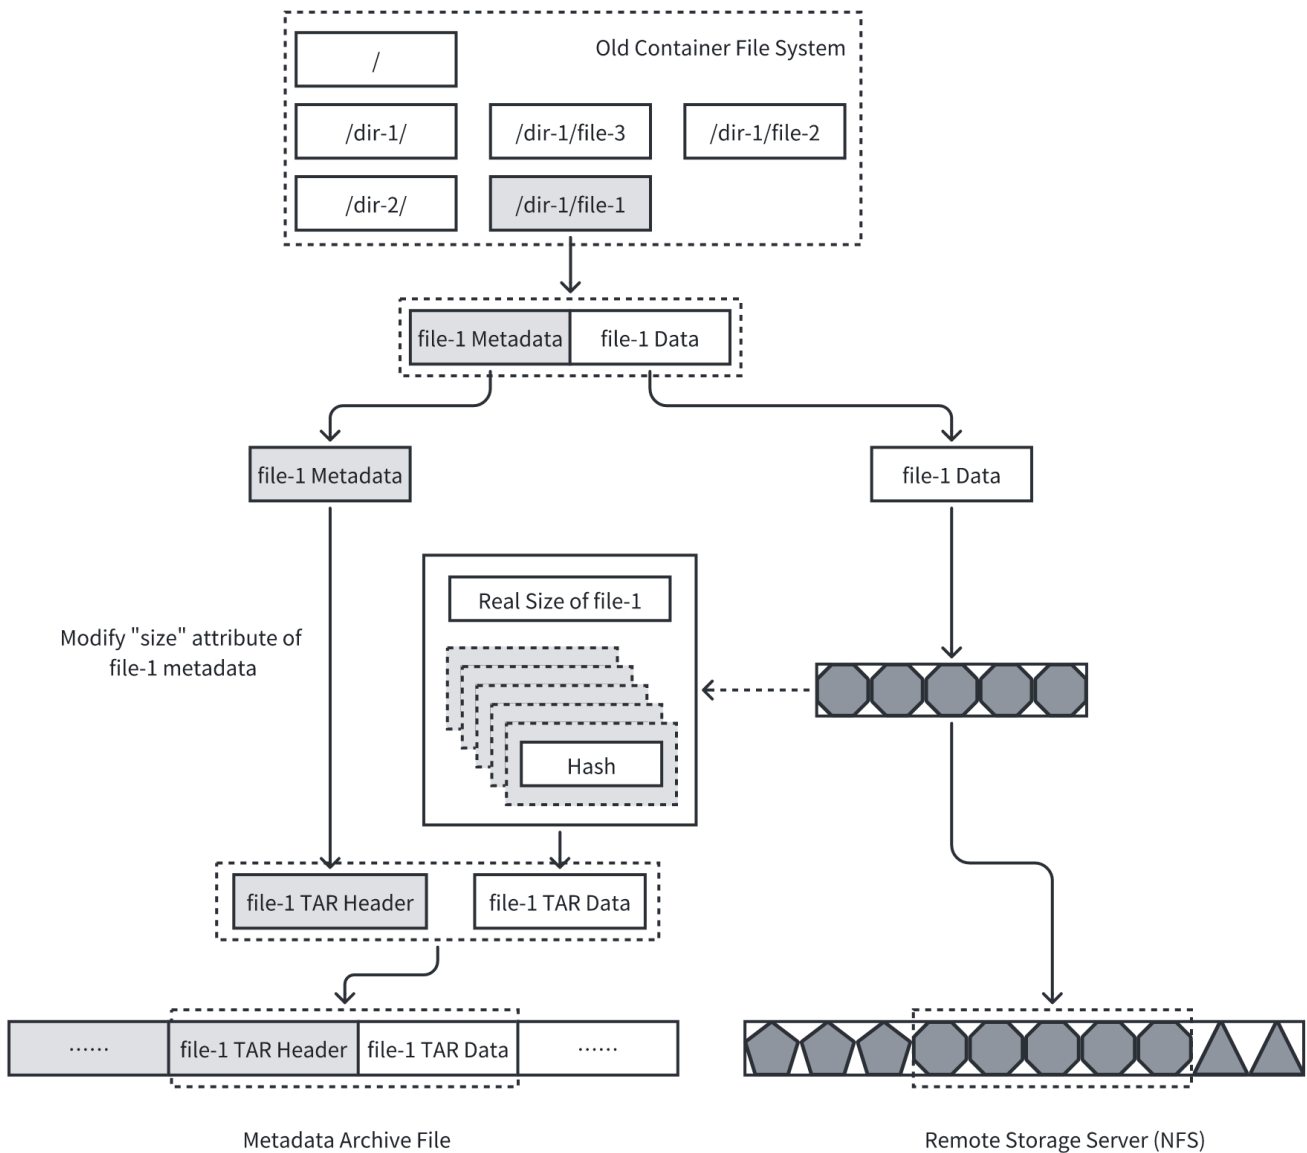 Old Container File System
/
/dir-1/
/dir-1/file-3
/dir-1/file-2
/dir-2/
/dir-1/file-1
file-1 Metadata
file-1 Data
file-1 Metadata
file-1 Data
Real Size of file-1
Modify "size" attribute of
file-1 metadata
Hash
file-1 TAR Header
file-1 TAR Data
......
file-1 TAR Header
file-1 TAR Data
......
Metadata Archive File
Remote Storage Server (NFS)